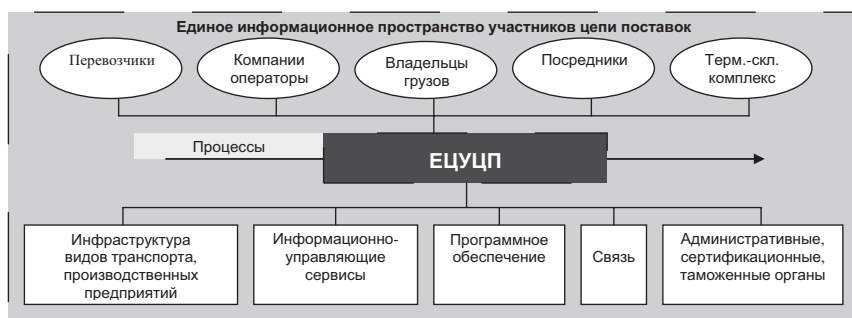 Единое информационное пространство участников цепи поставок
Перевозчики
Компании
операторы
Владельцы
грузов
Посредники
Терм.-скл.
комплекс
Процессы
ЕЦУЦП
Инфраструктура
видов транспорта,
производственных
предприятий
Информационно-
управляющие
сервисы
Программное
обеспечение
Связь
Административные,
сертификационные,
таможенные органы